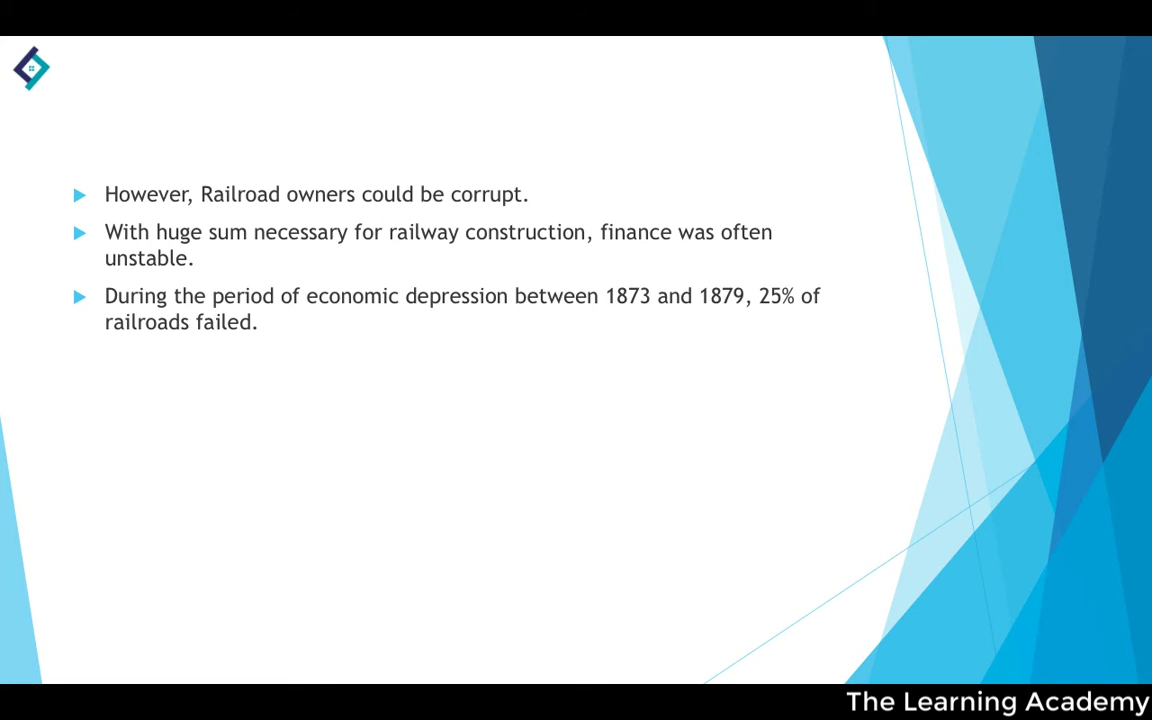 However, Railroad owners could be corrupt.
With huge sum necessary for railway construction, finance was often
unstable.
During the period of economic depression between 1873 and 1879, 25% of
railroads failed.
The Learning Academy